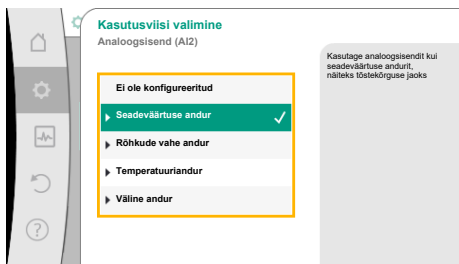 Kasutusviisi valimine
Analoogsisend (AI2)
Ei ole konfigureeritud
Seadeväärtuse andur
Rõhkude vahe andur
Temperatuuriandur
Väline andur
Kasutage analoogsisendit kui
seadeväärtuse andurit,
näiteks tõstekõrguse jaoks